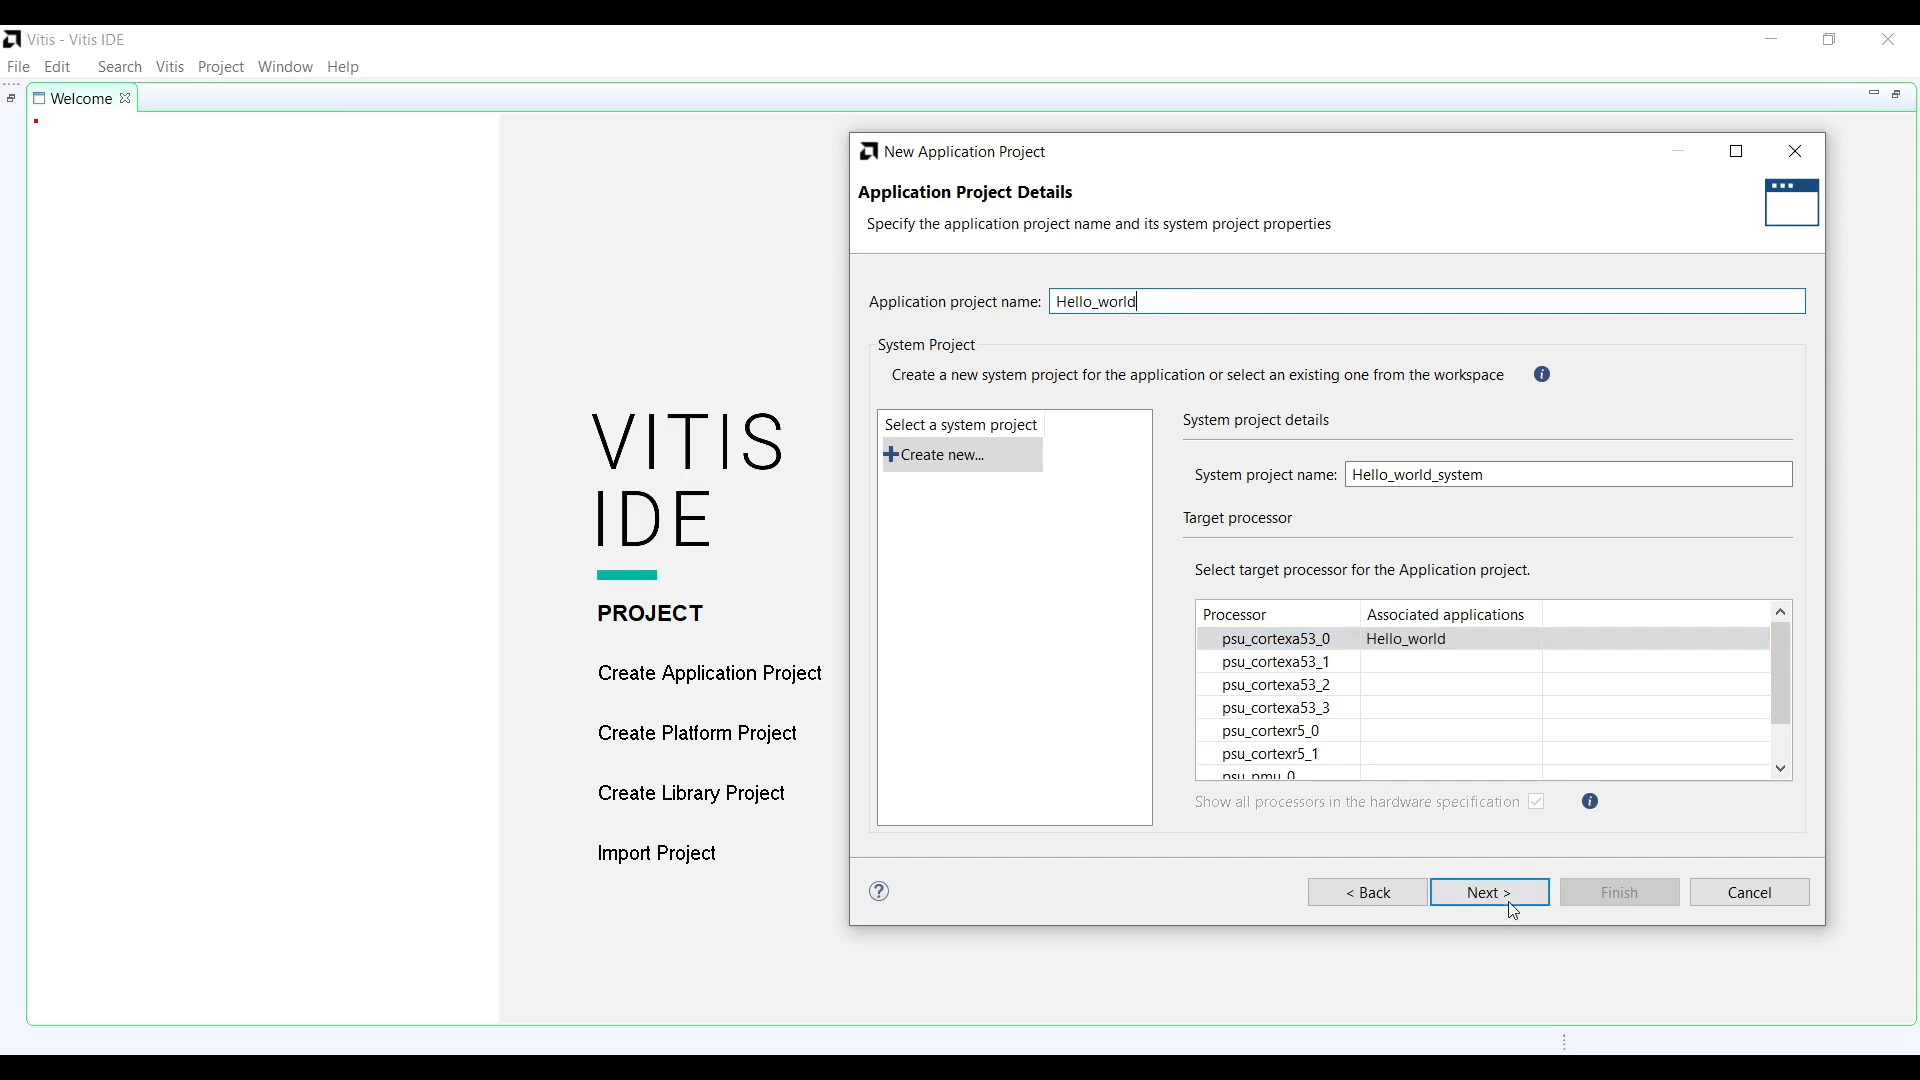 Vitis - Vitis IDE
File Edit Search Vitis Project Window Help
Welcome
New Application Project
Application Project Details
Specify the application project name and its system project properties
Application project name: Hello_world
System Project
Create a new system project for the application or select an existing one from the workspace
Select a system project
Create new...
System project details
System project name: Hello_world_system
Target processor
Select target processor for the Application project.
Processor Associated applications
psu_cortexa53_0 Hello_world
psu_cortexa53_1
psu_cortexa53_2
psu_cortexa53_3
psu_cortexr5_0
psu_cortexr5_1
psu_pmu_0
Show all processors in the hardware specification
< Back Next > Finish Cancel
VITIS
IDE
PROJECT
Create Application Project
Create Platform Project
Create Library Project
Import Project